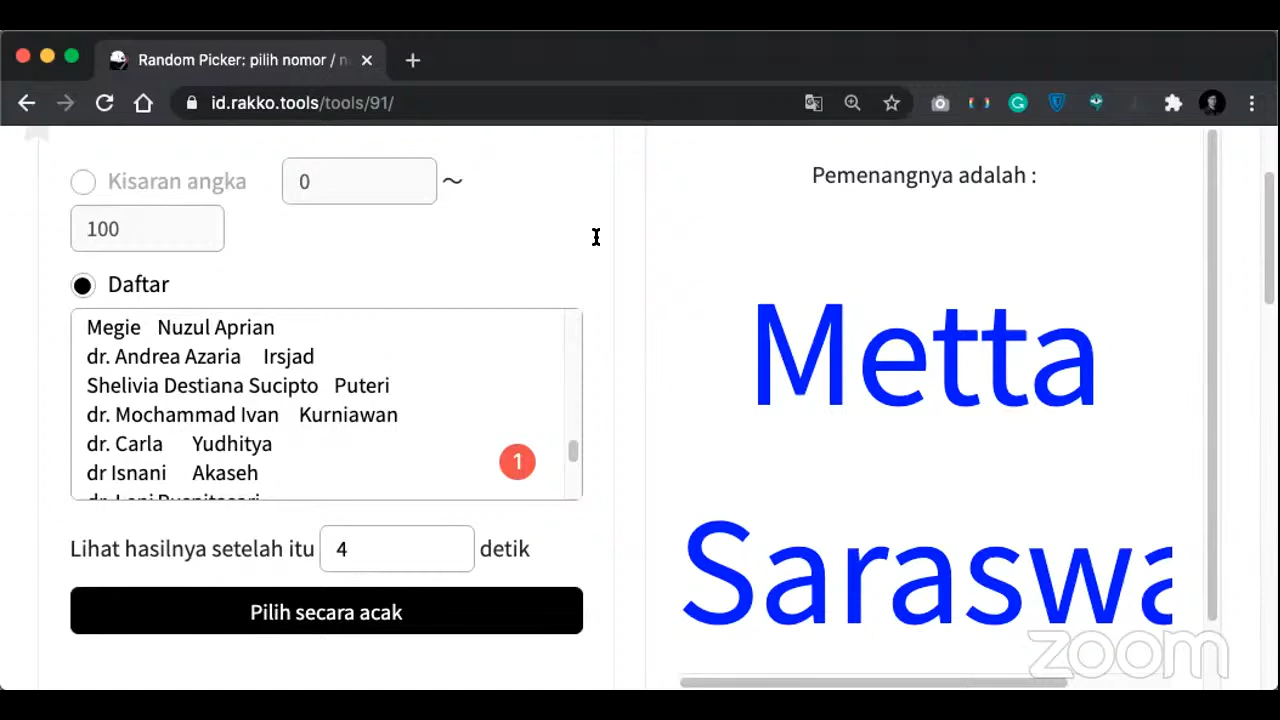 Random Picker: pilih nomor / n
id.rakko.tools/tools/91/
Kisaran angka 0 ～
100
Daftar
Megie Nuzul Aprian
dr. Andrea Azaria Irsjad
Shelivia Destiana Sucipto Puteri
dr. Mochammad Ivan Kurniawan
dr. Carla Yudhitya
dr Isnani Akaseh
1
Lihat hasilnya setelah itu 4 detik
Pilih secara acak
Pemenangnya adalah :
Metta
Saraswa
zoom